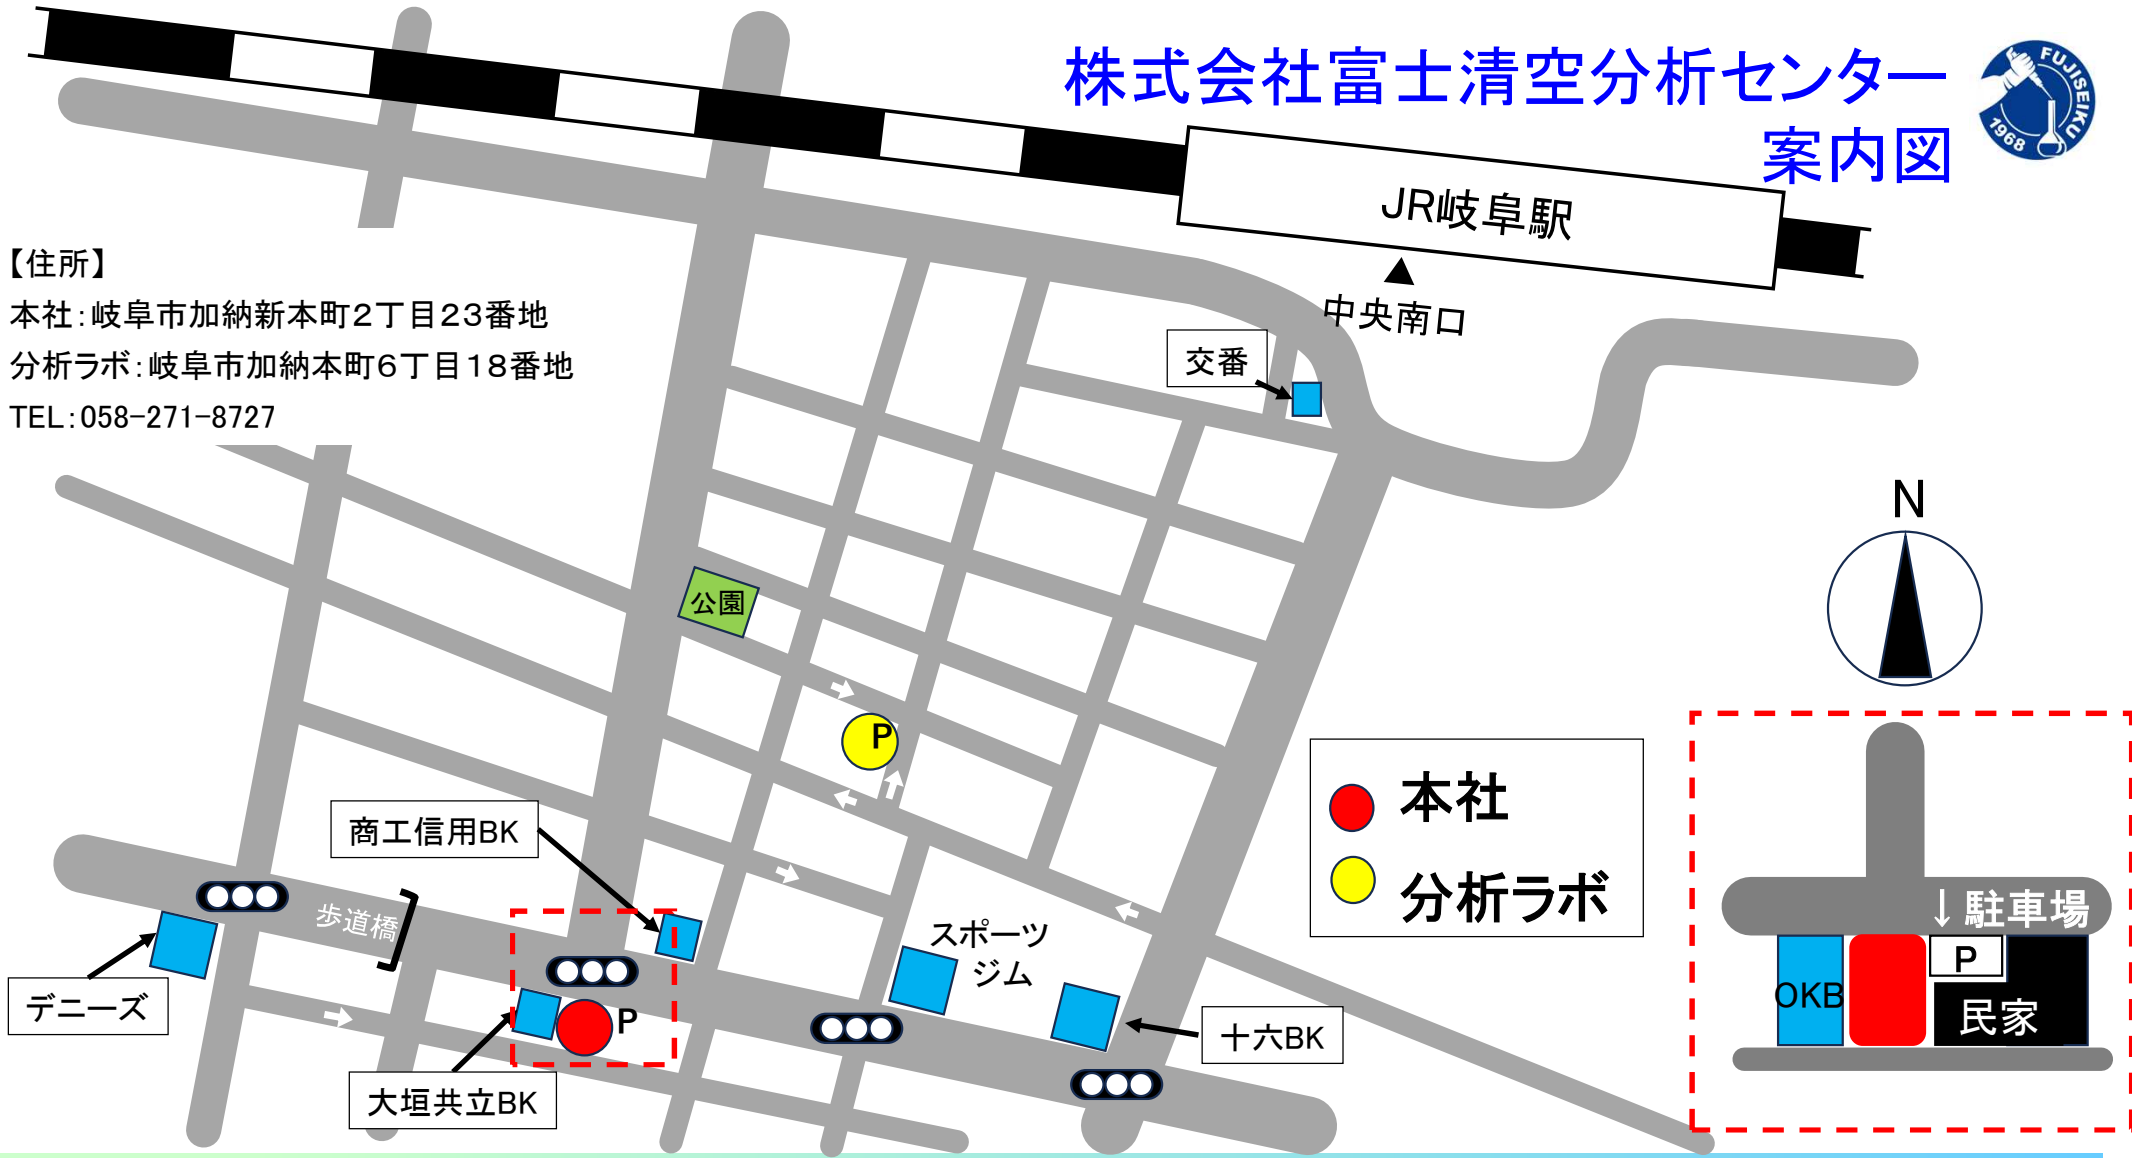 株式会社富士清空分析センター
案内図
FUJISEIKU
1968
JR岐阜駅
中央南口
【住所】
本社:岐阜市加納新本町2丁目23番地
分析ラボ:岐阜市加納本町6丁目18番地
TEL:058-271-8727
交番
N
公園
P
本社
分析ラボ
商工信用BK
歩道橋
デニーズ
スポーツ
ジム
十六BK
P
大垣共立BK
↓駐車場
P
OKB
民家